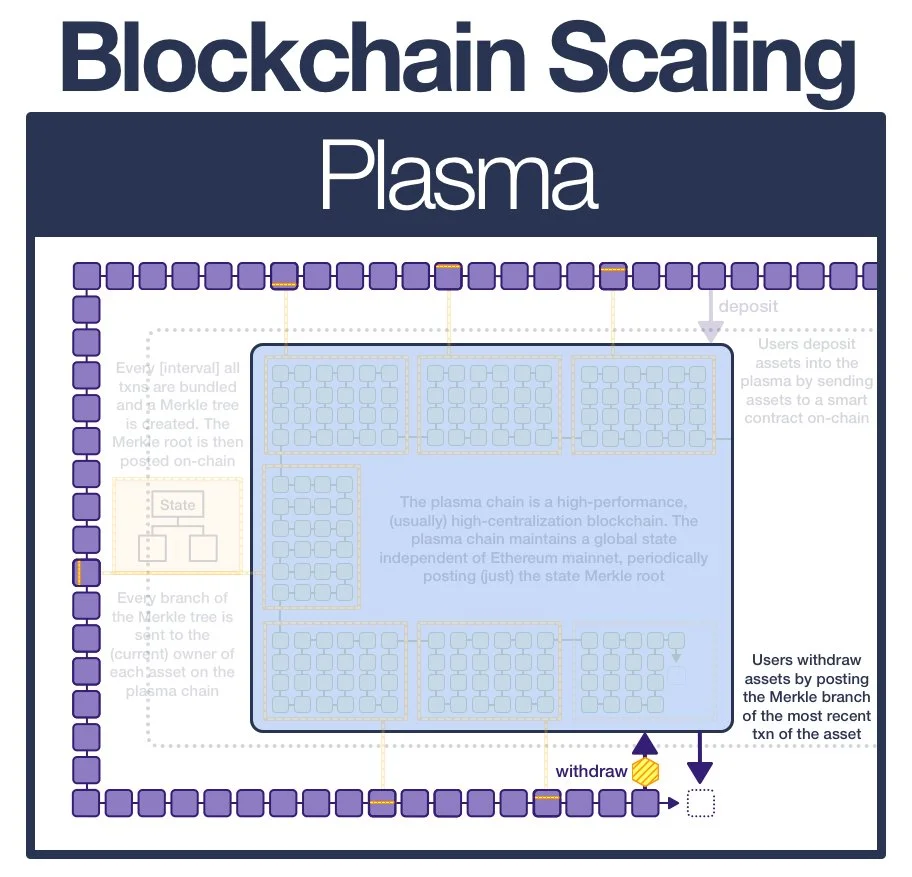 Blockchain Scaling
Plasma
deposit
Users deposit
assets into the
plasma by sending
assets to a smart
contract on-chain
Every [interval] all
txns are bundled
and a Merkle tree
is created. The
Merkle root is then
posted on-chain
State
The plasma chain is a high-performance,
(usually) high-centralization blockchain. The
plasma chain maintains a global state
independent of Ethereum mainnet, periodically
posting (just) the state Merkle root
Every branch of
the Merkle tree is
sent to the
(current) owner of
each asset on the
plasma chain
Users withdraw
assets by posting
the Merkle branch
of the most recent
txn of the asset
withdraw